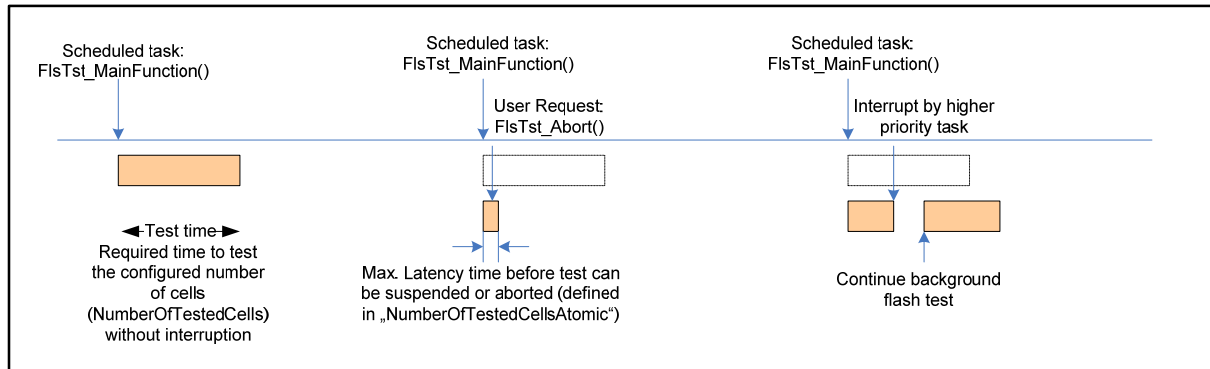 Scheduled task:
FlsTst_MainFunction()
Test time
Required time to test
the configured number
of cells
(NumberOfTestedCells)
without interruption
Scheduled task:
FlsTst_MainFunction()
User Request:
FlsTst_Abort()
Max. Latency time before test can
be suspended or aborted (defined
in „NumberOfTestedCellsAtomic“)
Scheduled task:
FlsTst_MainFunction()
Interrupt by higher
priority task
Continue background
flash test